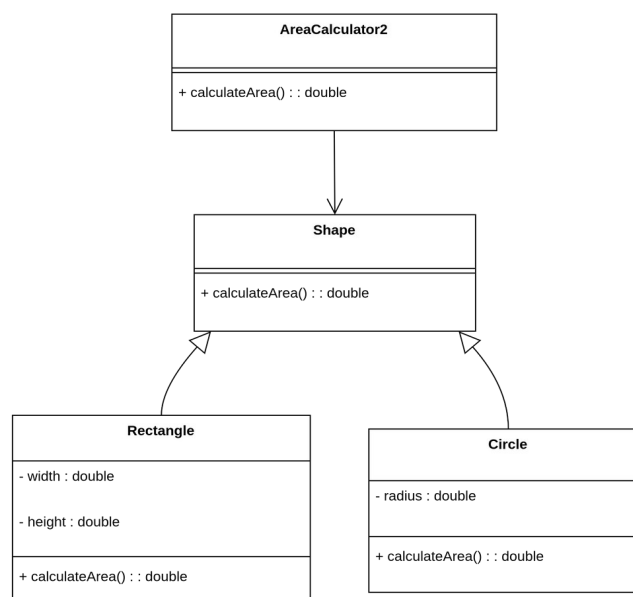 AreaCalculator2
+ calculateArea() : : double
Shape
+ calculateArea() : : double
Rectangle
- width : double
- height : double
+ calculateArea() : : double
Circle
- radius : double
+ calculateArea() : : double